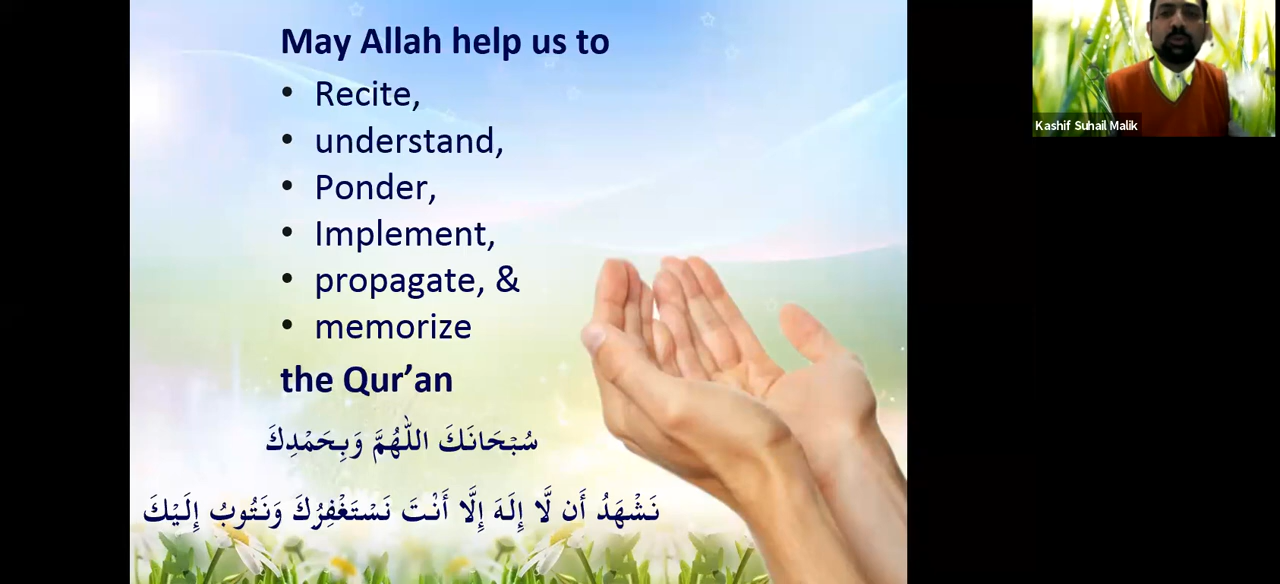 May Allah help us to
• Recite,
• understand,
• Ponder,
• Implement,
• propagate, &
• memorize
the Qur’an
سُبْحَانَكَ اللّٰهُمَّ وَبِحَمْدِكَ
نَشْهَدُ أَن لَّا إِلَهَ إِلَّا أَنْتَ نَسْتَغْفِرُكَ وَنَتُوبُ إِلَيْكَ
Kashif Suhail Malik